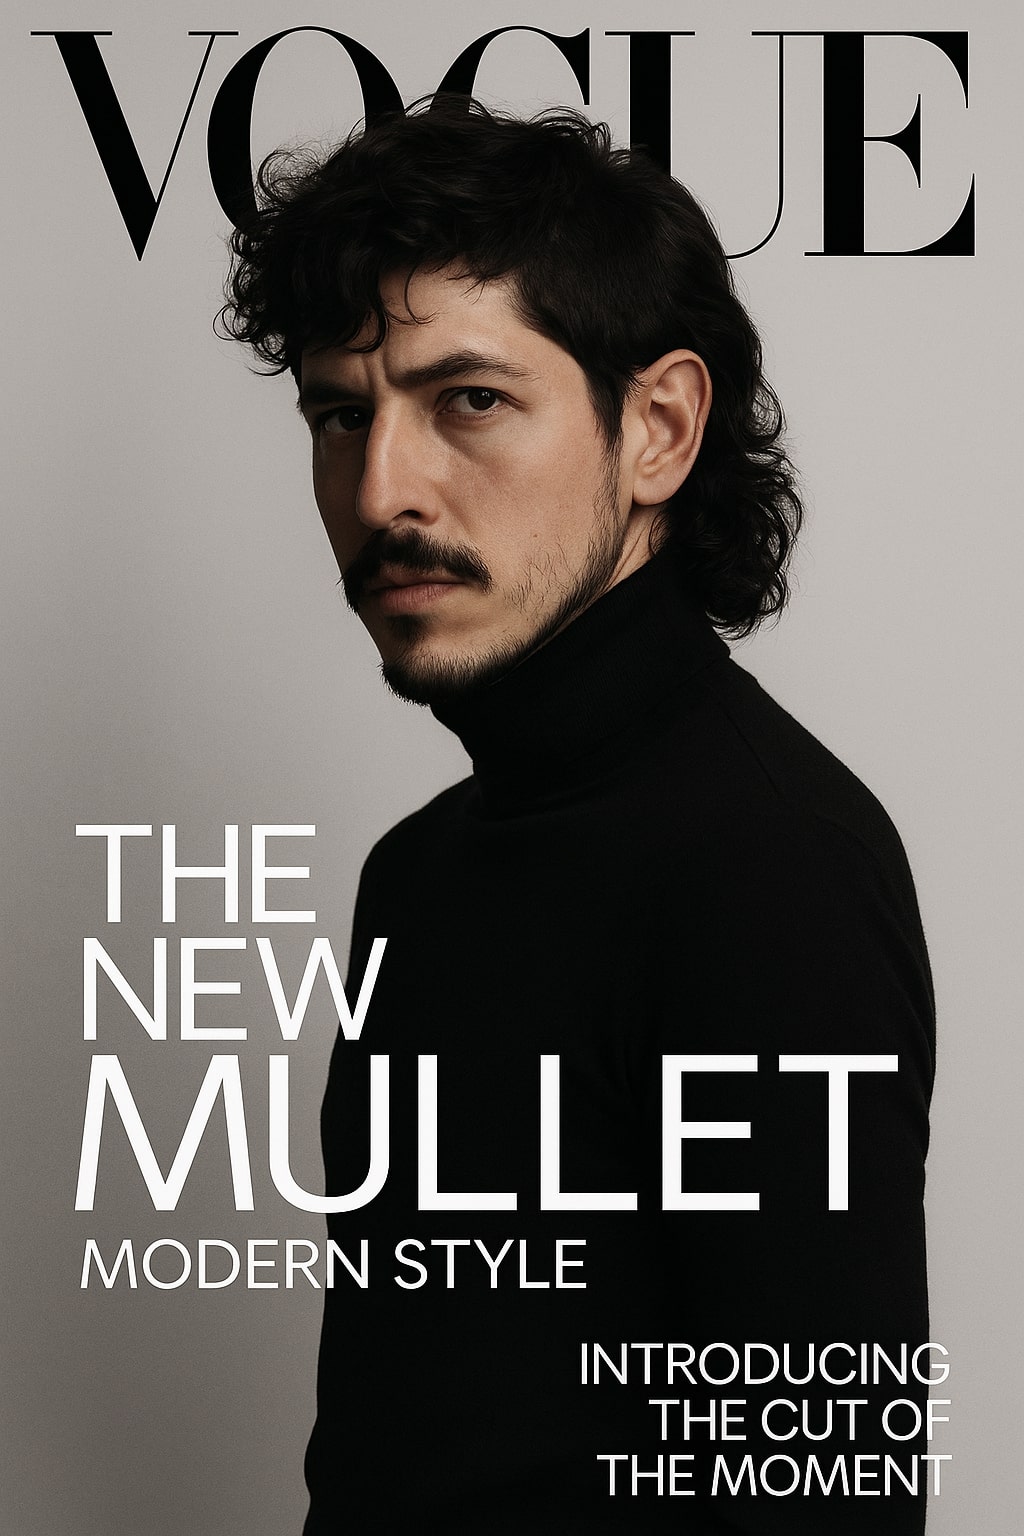 VOGUE
THE
NEW
MULLET
MODERN STYLE
INTRODUCING
THE CUT OF
THE MOMENT